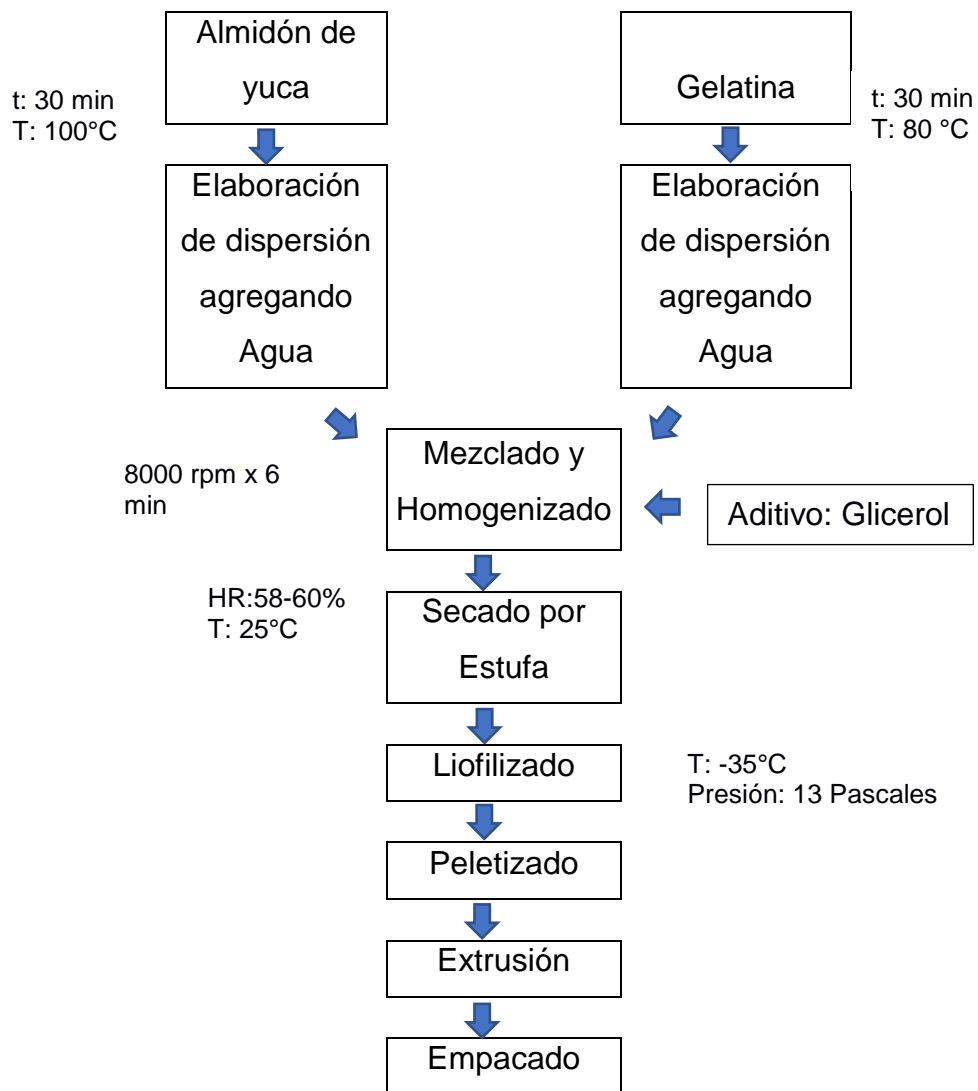 Almidón de
yuca
Gelatina
t: 30 min
T: 100°C
t: 30 min
T: 80 °C
Elaboración
de dispersión
agregando
Agua
Elaboración
de dispersión
agregando
Agua
Mezclado y
Homogenizado
8000 rpm x 6
min
Aditivo: Glicerol
HR:58-60%
T: 25°C
Secado por
Estufa
Liofilizado
T: -35°C
Presión: 13 Pascales
Peletizado
Extrusión
Empacado